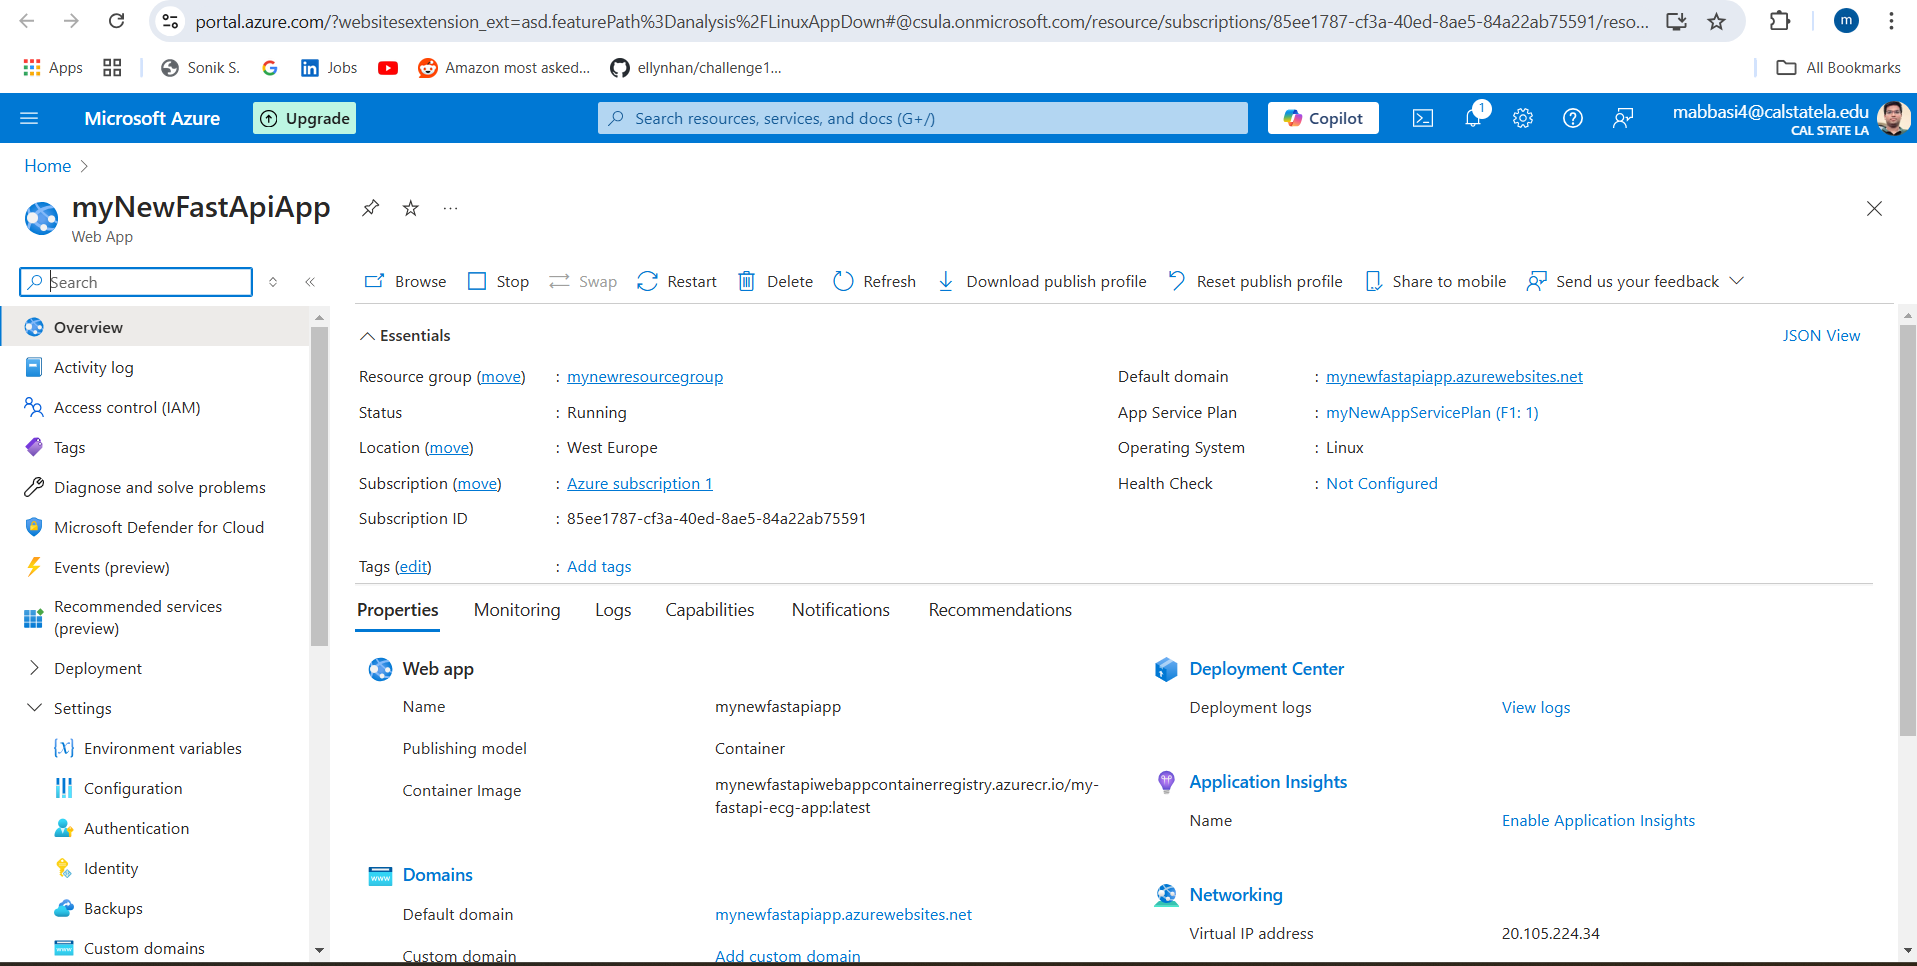 portal.azure.com/?websitesextension_ext=asd.featurePath%3Danalysis%2FLinuxAppDown#@csula.onmicrosoft.com/resource/subscriptions/85ee1787-cf3a-40ed-8ae5-84a22ab75591/reso...
m
Apps
Sonik S.
Jobs
Amazon most asked...
ellynhan/challenge1...
All Bookmarks
Microsoft Azure
Upgrade
Search resources, services, and docs (G+/)
Copilot
1
mabbasi4@calstatela.edu
CAL STATE LA
Home
myNewFastApiApp
Web App
Search
Browse
Stop
Swap
Restart
Delete
Refresh
Download publish profile
Reset publish profile
Share to mobile
Send us your feedback
Overview
Activity log
Access control (IAM)
Tags
Diagnose and solve problems
Microsoft Defender for Cloud
Events (preview)
Recommended services
(preview)
Deployment
Settings
Environment variables
Configuration
Authentication
Identity
Backups
Custom domains
Essentials
JSON View
Resource group (move) : mynewresourcegroup
Status : Running
Location (move) : West Europe
Subscription (move) : Azure subscription 1
Subscription ID : 85ee1787-cf3a-40ed-8ae5-84a22ab75591
Tags (edit) : Add tags
Default domain : mynewfastapiapp.azurewebsites.net
App Service Plan : myNewAppServicePlan (F1: 1)
Operating System : Linux
Health Check : Not Configured
Properties
Monitoring
Logs
Capabilities
Notifications
Recommendations
Web app
Name mynewfastapiapp
Publishing model Container
Container Image mynewfastapiwebappcontainerregistry.azurecr.io/my-
fastapi-ecg-app:latest
Domains
Default domain mynewfastapiapp.azurewebsites.net
Custom domain Add custom domain
Deployment Center
Deployment logs View logs
Application Insights
Name Enable Application Insights
Networking
Virtual IP address 20.105.224.34